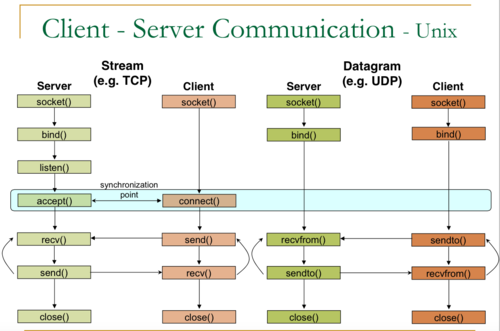 Client - Server Communication - Unix
Stream
(e.g. TCP)
Datagram
(e.g. UDP)
Server
Client
Server
Client
socket()
socket()
socket()
socket()
bind()
bind()
bind()
listen()
synchronization
point
accept()
connect()
recv()
send()
recvfrom()
sendto()
send()
recv()
sendto()
recvfrom()
close()
close()
close()
close()